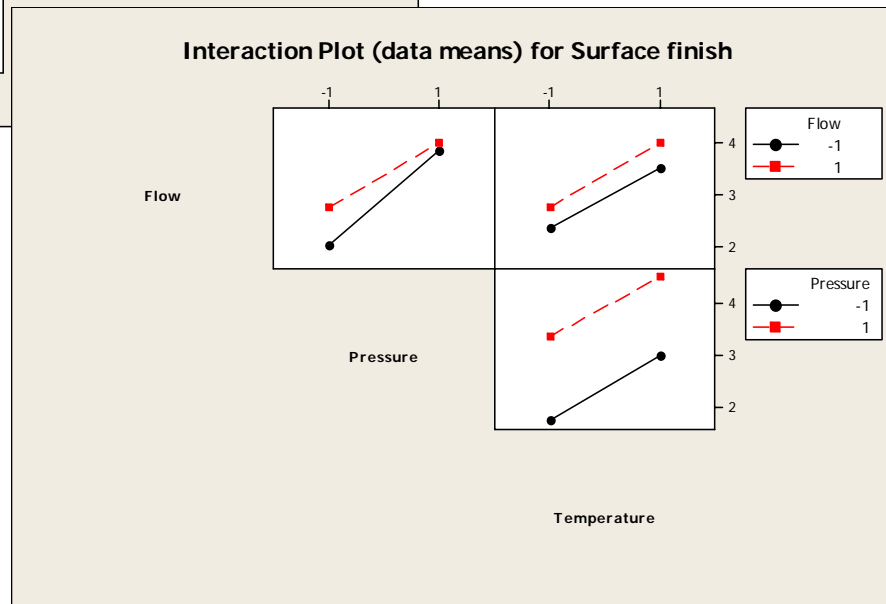 Interaction Plot (data means) for Surface finish
-1 1 -1 1
Flow
4
3
2
Flow
-1
1
Pressure
4
3
2
Pressure
-1
1
Temperature